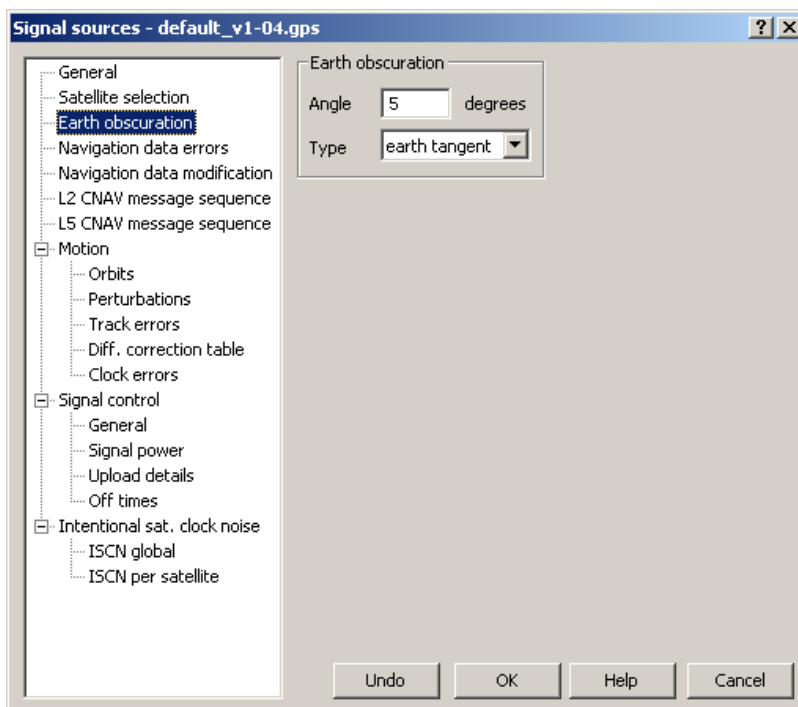 Signal sources - default_v1-04.gps
General
Satellite selection
Earth obscuration
Navigation data errors
Navigation data modification
L2 CNAV message sequence
L5 CNAV message sequence
Motion
Orbits
Perturbations
Track errors
Diff. correction table
Clock errors
Signal control
General
Signal power
Upload details
Off times
Intentional sat. clock noise
ISCN global
ISCN per satellite
Earth obscuration
Angle 5 degrees
Type earth tangent
Undo OK Help Cancel